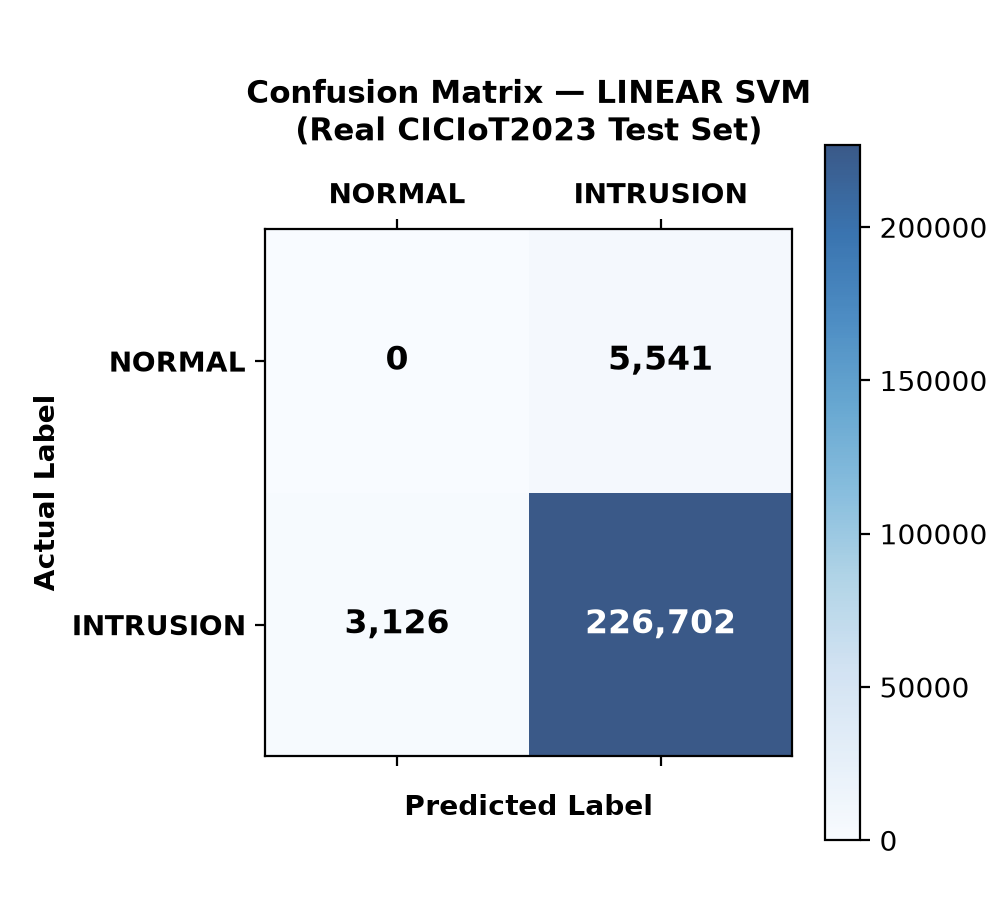 Confusion Matrix — LINEAR SVM
(Real CICIoT2023 Test Set)
NORMAL INTRUSION
NORMAL 0 5,541
INTRUSION 3,126 226,702
Actual Label
Predicted Label
200000
150000
100000
50000
0